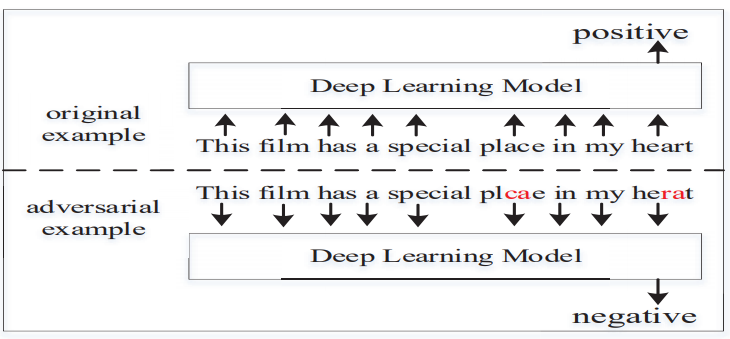 positive
Deep Learning Model
original
example
This film has a special place in my heart
This film has a special plcae in my herat
adversarial
example
Deep Learning Model
negative